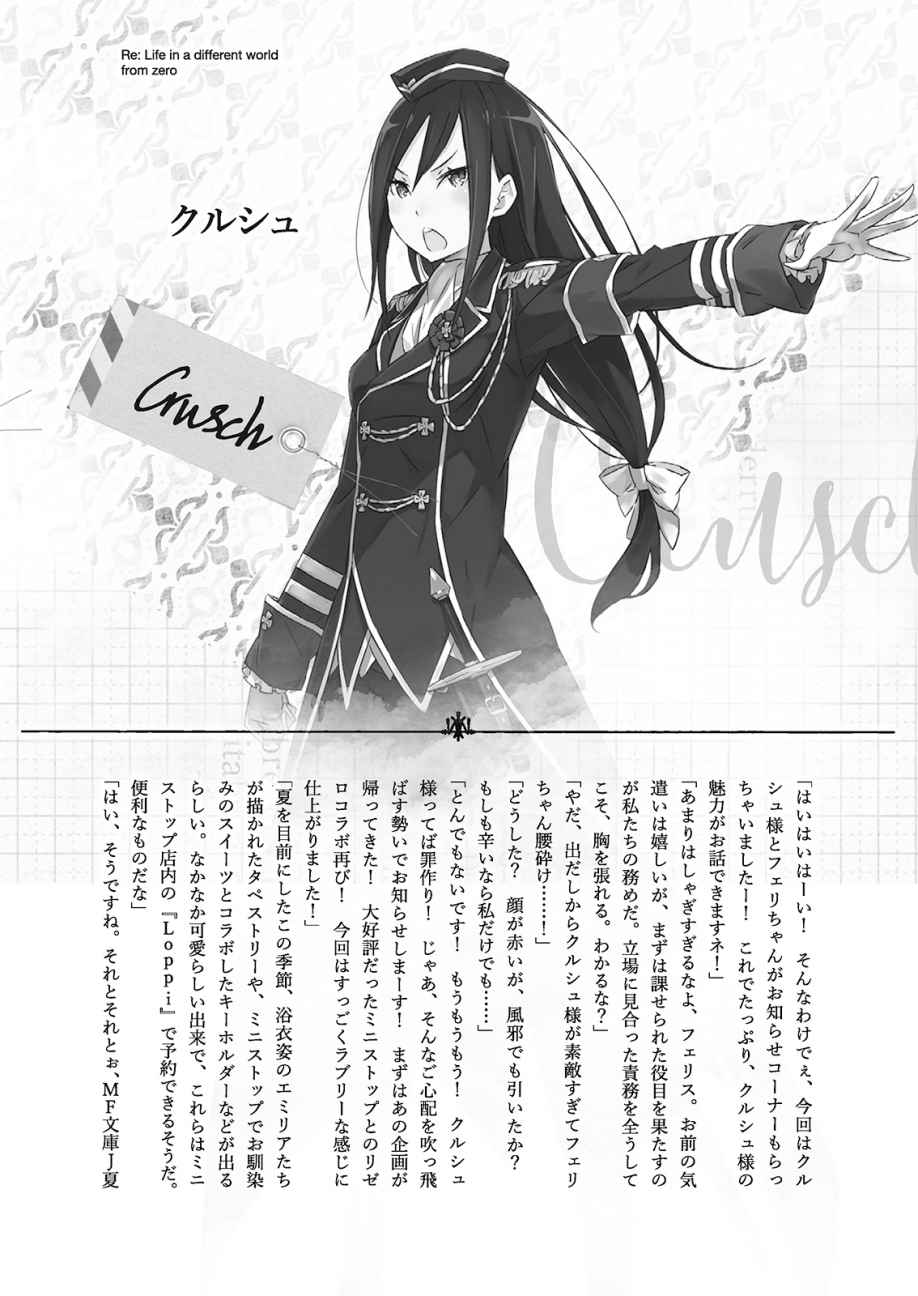 Re: Life in a different world
from zero
クルシュ
Crusch
Crusch
「はいはいはーい！　そんなわけでぇ、今回はクル
シュ様とフェリちゃんがお知らせコーナーもらっ
ちゃいましたー！　これでたっぷり、クルシュ様の
魅力がお話できますネ！」
「あまりはしゃぎすぎるなよ、フェリス。お前の気
遣いは嬉しいが、まずは課せられた役目を果たすの
が私たちの務めだ。立場に見合った責務を全うして
こそ、胸を張れる。わかるな？」
「やだ、出だしからクルシュ様が素敵すぎてフェリ
ちゃん腰砕け………！」
「どうした？　顔が赤いが、風邪でも引いたか？
もしも辛いなら私だけでも……」
「とんでもないです！　もうもうもう！　クルシュ
様ってば罪作り！　じゃあ、そんなご心配を吹っ飛
ばす勢いでお知らせしまーす！　まずはあの企画が
帰ってきた！　大好評だったミニストップとのリゼ
ロコラボ再び！　今回はすっごくラブリーな感じに
仕上がりました！」
「夏を目前にしたこの季節、浴衣姿のエミリアたち
が描かれたタペストリーや、ミニストップでお馴染
みのスイーツとコラボしたキーホルダーなどが出る
らしい。なかなか可愛らしい出来で、これらはミニ
ストップ店内の『Ｌｏｐｐｉ』で予約できるそうだ。
便利なものだな」
「はい、そうですね。それとそれとぉ、ＭＦ文庫Ｊ夏